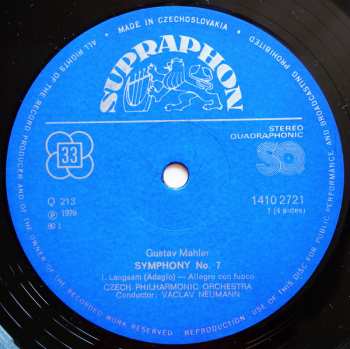 MADE IN CZECHOSLOVAKIA
ALL RIGHTS OF THE RECORD PRODUCER AND OF THE OWNER OF THE RECORDED WORK RESERVED · REPRODUCTION · USE OF THIS DISC FOR PUBLIC PERFORMANCE AND BROADCASTING PROHIBITED
SUPRAPHON
33
STEREO
QUADRAPHONIC
SQ
Q 213
℗ 1979
1410 2721
1 (4 sides)
Gustav Mahler
SYMPHONY No. 7
I. Langsam (Adagio) — Allegro con fuoco
CZECH PHILHARMONIC ORCHESTRA
Conductor: VÁCLAV NEUMANN